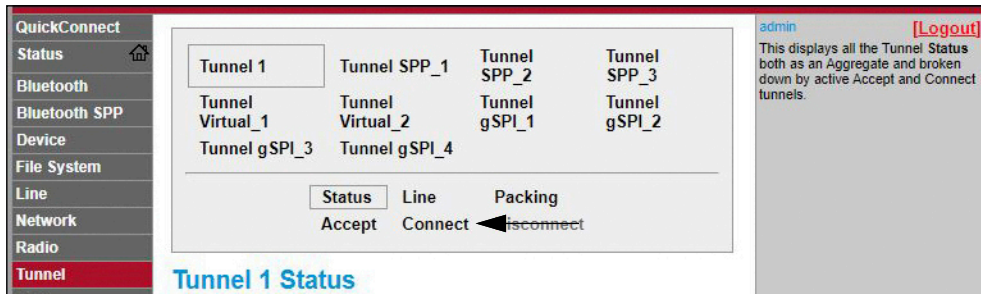 QuickConnect
Status
Bluetooth
Bluetooth SPP
Device
File System
Line
Network
Radio
Tunnel
Tunnel 1 Tunnel SPP_1 Tunnel SPP_2 Tunnel SPP_3
Tunnel Virtual_1 Tunnel Virtual_2 Tunnel gSPI_1 Tunnel gSPI_2
Tunnel gSPI_3 Tunnel gSPI_4
Status Line Packing
Accept Connect isconnect
Tunnel 1 Status
admin [Logout]
This displays all the Tunnel Status
both as an Aggregate and broken
down by active Accept and Connect
tunnels.